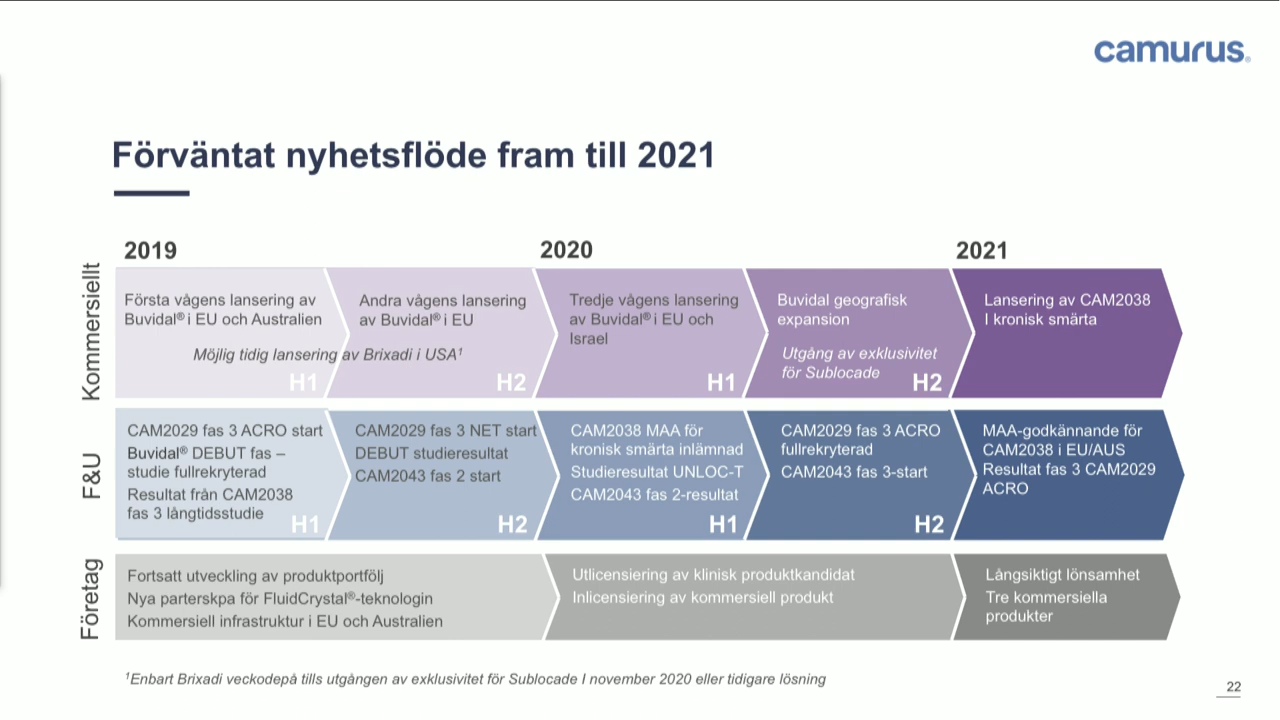 camurus®
Förväntat nyhetsflöde fram till 2021
2019
2020
2021
Kommersiellt
Första vågens lansering av
Buvidal® i EU och Australien
Andra vågens lansering
av Buvidal® i EU
Möjlig tidig lansering av Brixadi i USA¹
H1
H2
Tredje vågens lansering
av Buvidal® i EU och
Israel
H1
Buvidal geografisk
expansion
Utgång av exklusivitet
för Sublocade
H2
Lansering av CAM2038
I kronisk smärta
F&U
CAM2029 fas 3 ACRO start
Buvidal® DEBUT fas –
studie fullrekryterad
Resultat från CAM2038
fas 3 långtidsstudie
H1
CAM2029 fas 3 NET start
DEBUT studieresultat
CAM2043 fas 2 start
H2
CAM2038 MAA för
kronisk smärta inlämnad
Studieresultat UNLOC-T
CAM2043 fas 2-resultat
H1
CAM2029 fas 3 ACRO
fullrekryterad
CAM2043 fas 3-start
H2
MAA-godkännande för
CAM2038 i EU/AUS
Resultat fas 3 CAM2029
ACRO
Företag
Fortsatt utveckling av produktportfölj
Nya parterskpa för FluidCrystal®-teknologin
Kommersiell infrastruktur i EU och Australien
Utlicensiering av klinisk produktkandidat
Inlicensiering av kommersiell produkt
Långsiktigt lönsamhet
Tre kommersiella
produkter
¹Enbart Brixadi veckodepå tills utgången av exklusivitet för Sublocade I november 2020 eller tidigare lösning
22